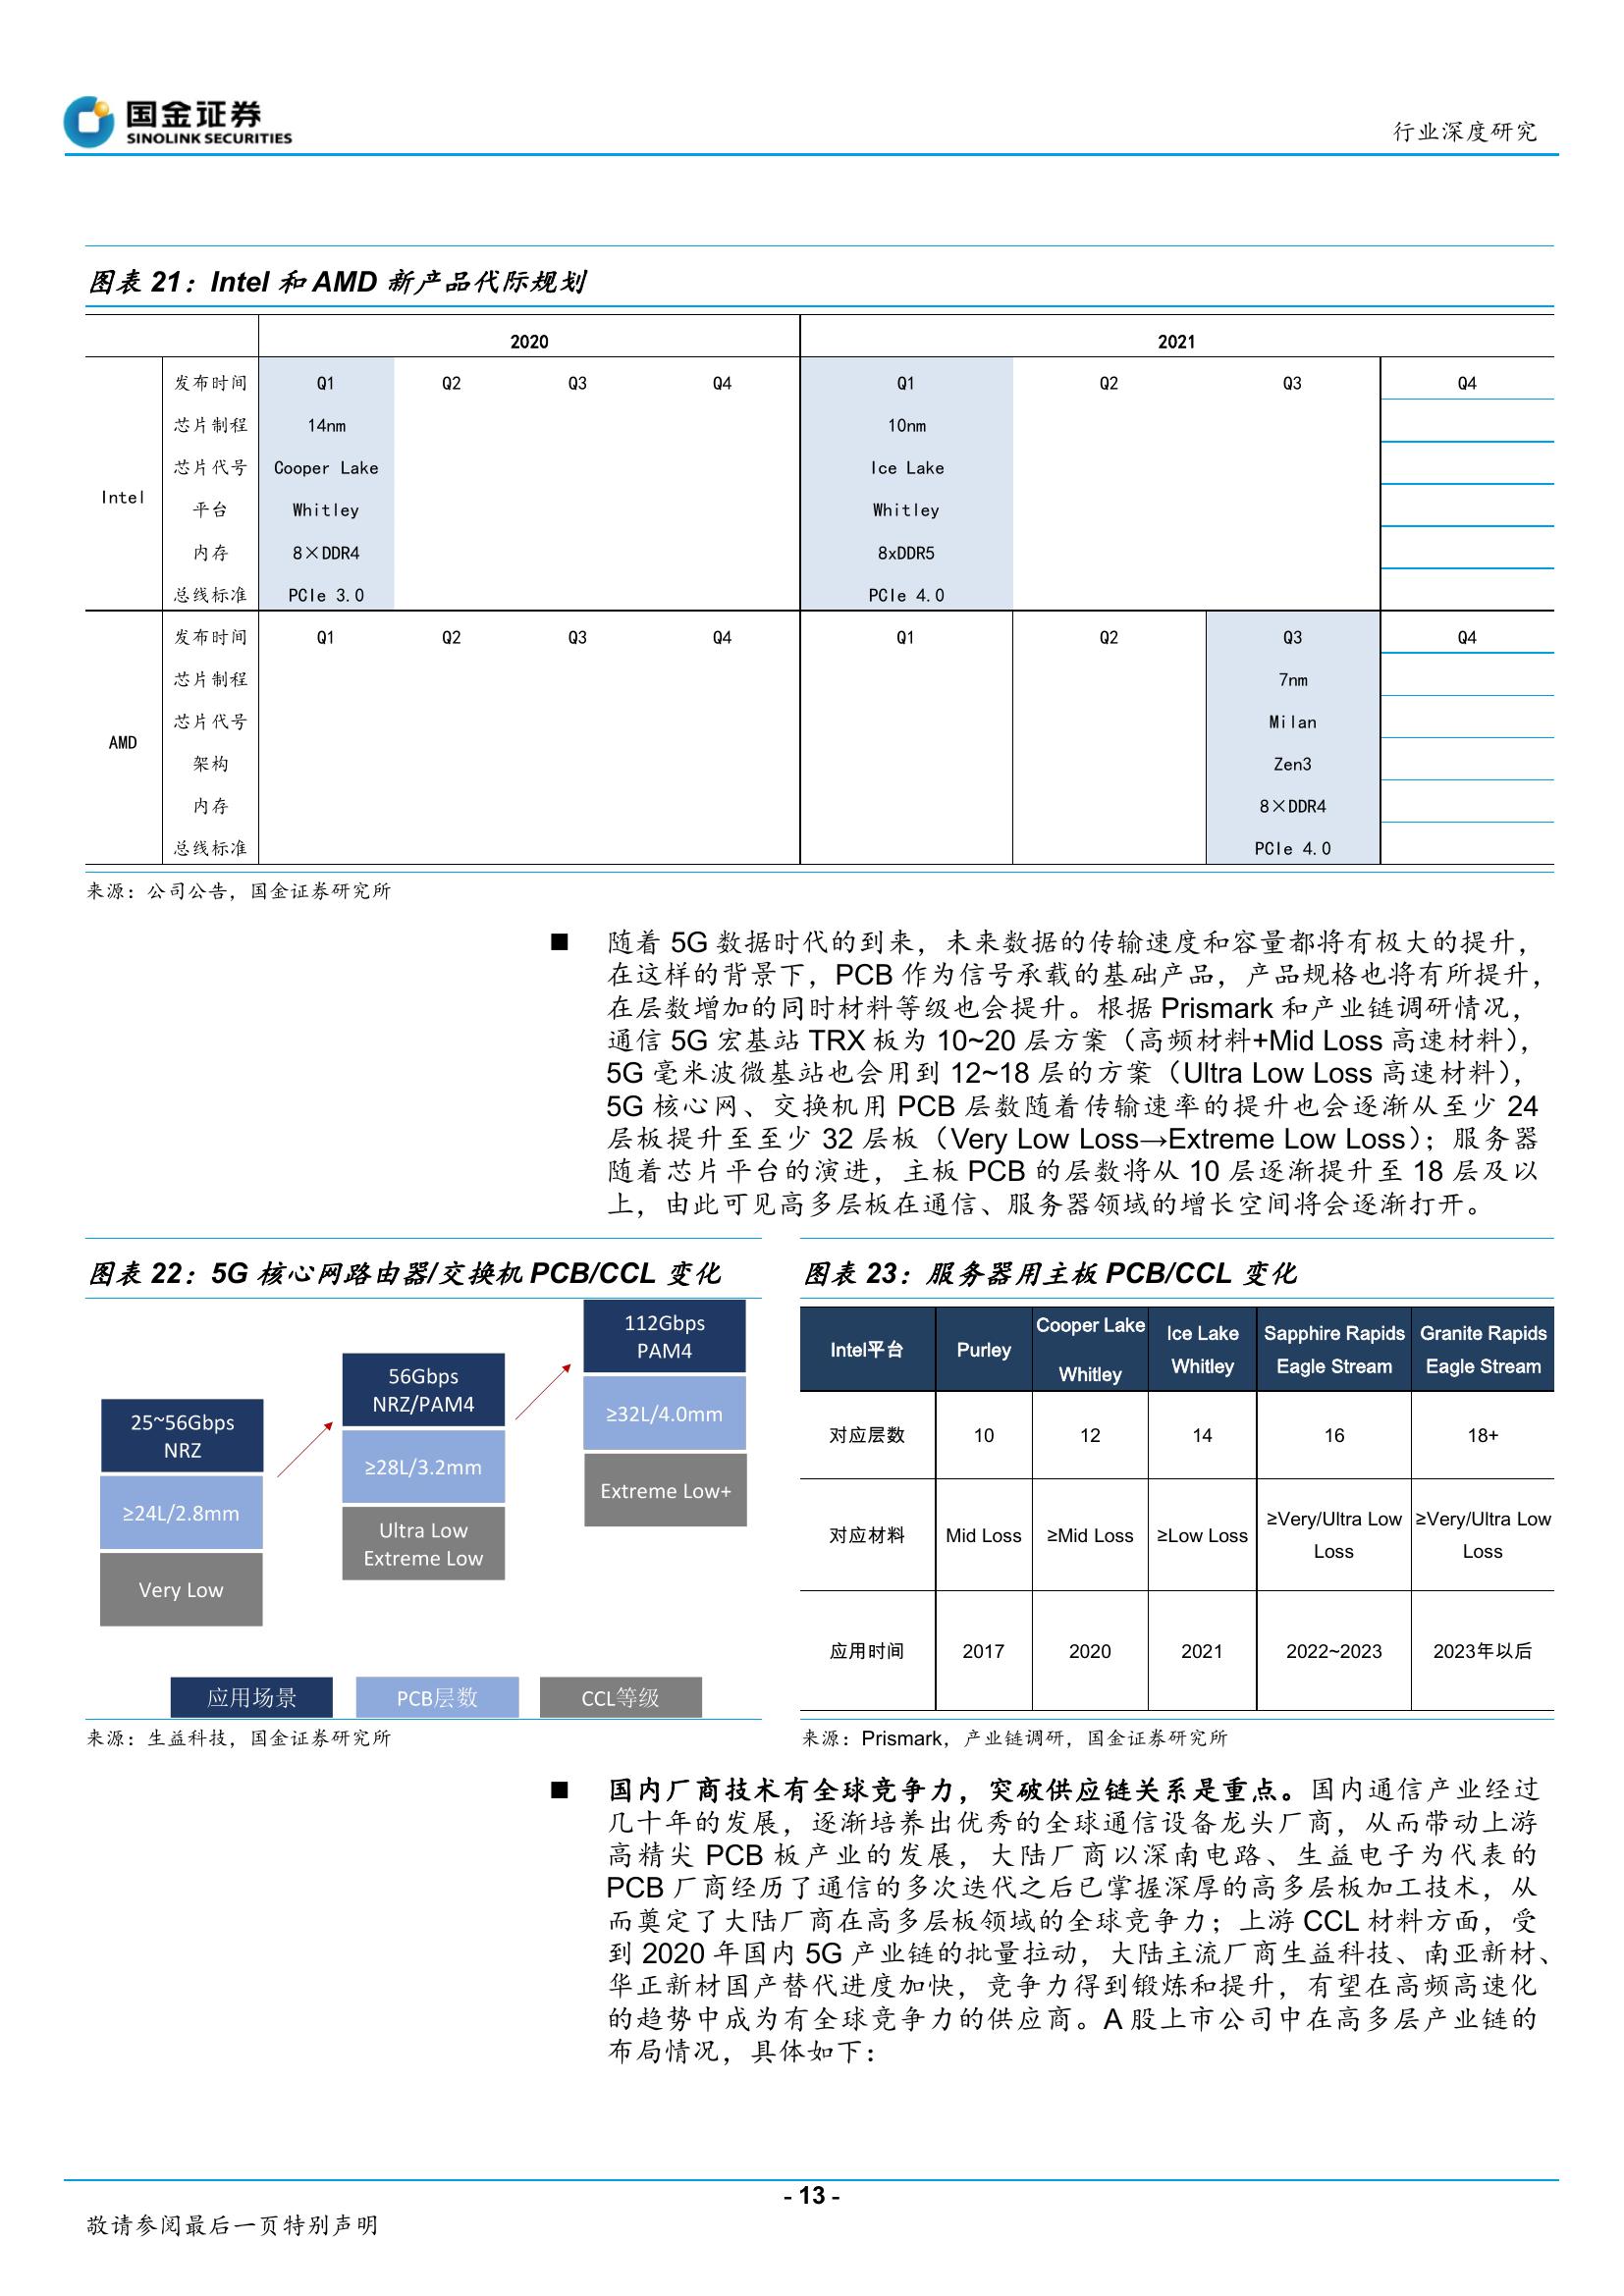 国金证券
SINOLINK SECURITIES
行业深度研究
图表 21：Intel 和 AMD 新产品代际规划
2020 2021
Intel
发布时间 Q1 Q2 Q3 Q4 Q1 Q2 Q3 Q4
芯片制程 14nm 10nm
芯片代号 Cooper Lake Ice Lake
平台 Whitley Whitley
内存 8×DDR4 8xDDR5
总线标准 PCIe 3.0 PCIe 4.0
AMD
发布时间 Q1 Q2 Q3 Q4 Q1 Q2 Q3 Q4
芯片制程 7nm
芯片代号 Milan
架构 Zen3
内存 8×DDR4
总线标准 PCIe 4.0
来源：公司公告，国金证券研究所
■ 随着 5G 数据时代的到来，未来数据的传输速度和容量都将有极大的提升，
在这样的背景下，PCB 作为信号承载的基础产品，产品规格也将有所提升，
在层数增加的同时材料等级也会提升。根据 Prismark 和产业链调研情况，
通信 5G 宏基站 TRX 板为 10~20 层方案（高频材料+Mid Loss 高速材料），
5G 毫米波微基站也会用到 12~18 层的方案（Ultra Low Loss 高速材料），
5G 核心网、交换机用 PCB 层数随着传输速率的提升也会逐渐从至少 24
层板提升至至少 32 层板（Very Low Loss→Extreme Low Loss）；服务器
随着芯片平台的演进，主板 PCB 的层数将从 10 层逐渐提升至 18 层及以
上，由此可见高多层板在通信、服务器领域的增长空间将会逐渐打开。
图表 22：5G 核心网路由器/交换机 PCB/CCL 变化
25~56Gbps
NRZ
≥24L/2.8mm
Very Low
56Gbps
NRZ/PAM4
≥28L/3.2mm
Ultra Low
Extreme Low
112Gbps
PAM4
≥32L/4.0mm
Extreme Low+
应用场景 PCB层数 CCL等级
来源：生益科技，国金证券研究所
图表 23：服务器用主板 PCB/CCL 变化
Intel平台 Purley Cooper Lake Whitley Ice Lake Whitley Sapphire Rapids Eagle Stream Granite Rapids Eagle Stream
对应层数 10 12 14 16 18+
对应材料 Mid Loss ≥Mid Loss ≥Low Loss ≥Very/Ultra Low Loss ≥Very/Ultra Low Loss
应用时间 2017 2020 2021 2022~2023 2023年以后
来源：Prismark，产业链调研，国金证券研究所
■ 国内厂商技术有全球竞争力，突破供应链关系是重点。国内通信产业经过
几十年的发展，逐渐培养出优秀的全球通信设备龙头厂商，从而带动上游
高精尖 PCB 板产业的发展，大陆厂商以深南电路、生益电子为代表的
PCB 厂商经历了通信的多次迭代之后已掌握深厚的高多层板加工技术，从
而奠定了大陆厂商在高多层板领域的全球竞争力；上游 CCL 材料方面，受
到 2020 年国内 5G 产业链的批量拉动，大陆主流厂商生益科技、南亚新材、
华正新材国产替代进度加快，竞争力得到锻炼和提升，有望在高频高速化
的趋势中成为有全球竞争力的供应商。A 股上市公司中在高多层产业链的
布局情况，具体如下：
- 13 -
敬请参阅最后一页特别声明